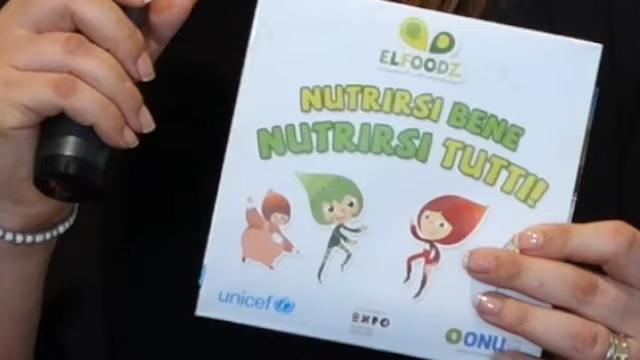 ELFOODZ
NUTRIRSI BENE
NUTRIRSI TUTTI!
unicef
EXPO
ONU